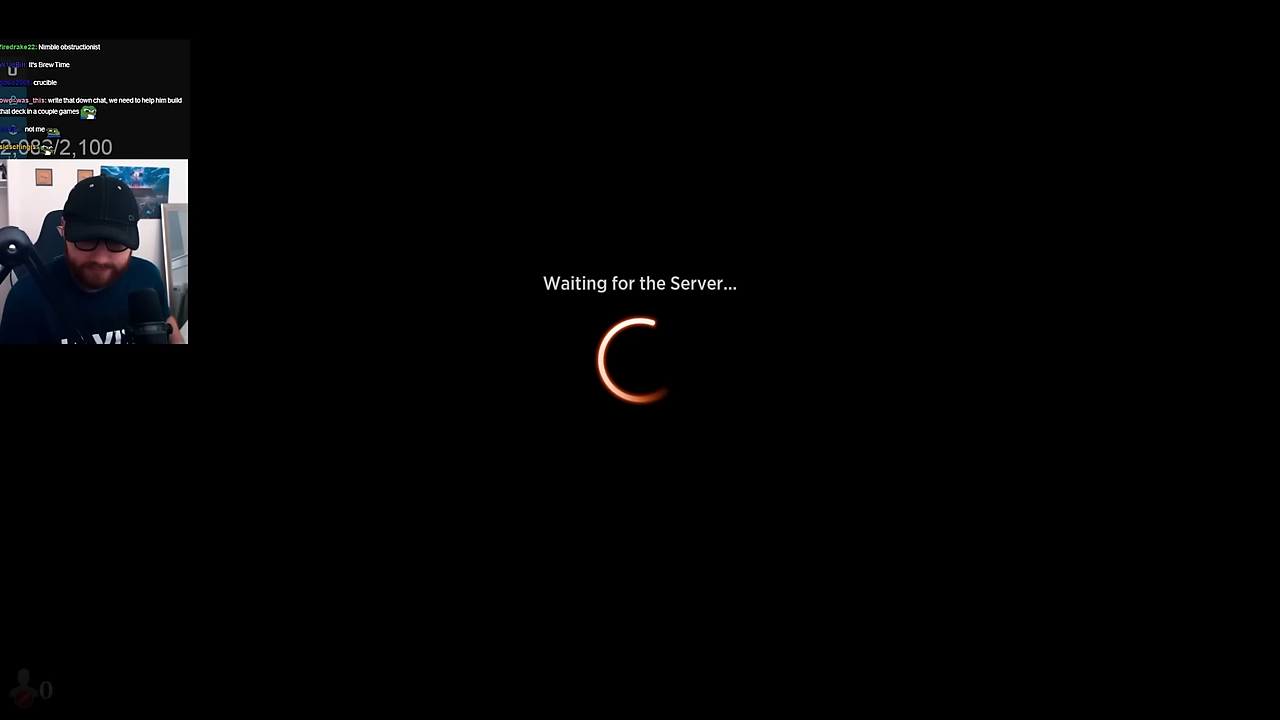 firedrake22: Nimble obstructionist
It's Brew Time
crucible
owo_was_this: write that down chat, we need to help him build
that deck in a couple games
not me
/2,100
Waiting for the Server...
0